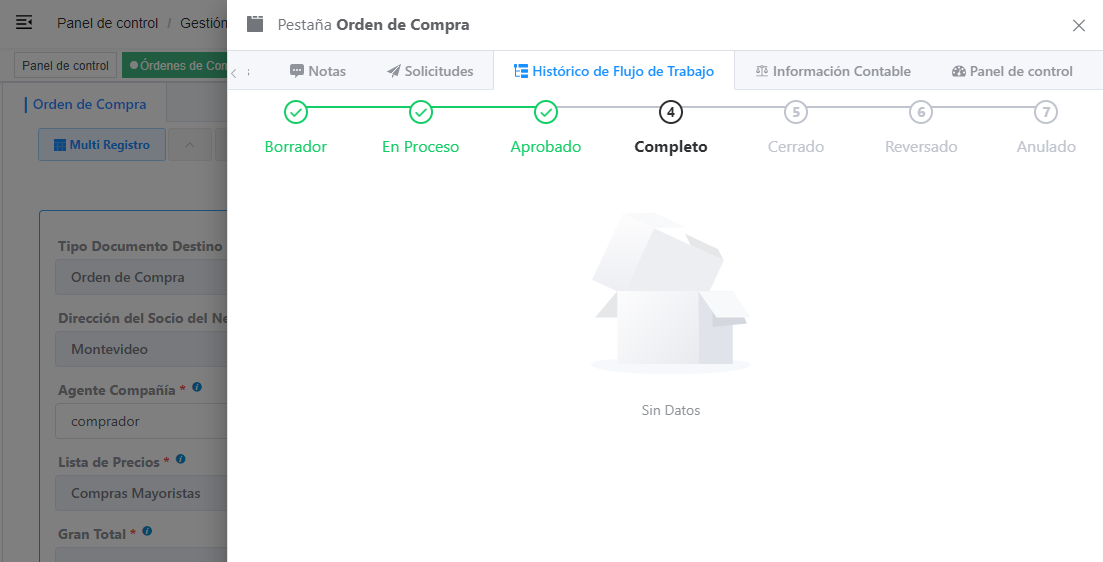 Panel de control / Gestión
Pestaña Orden de Compra
Panel de control
Órdenes de Com
Notas
Solicitudes
Histórico de Flujo de Trabajo
Información Contable
Panel de control
Orden de Compra
4
5
6
7
Borrador
En Proceso
Aprobado
Completo
Cerrado
Reversado
Anulado
Multi Registro
Tipo Documento Destino
Orden de Compra
Dirección del Socio del Ne
Montevideo
Agente Compañía *
comprador
Lista de Precios *
Compras Mayoristas
Gran Total *
Sin Datos